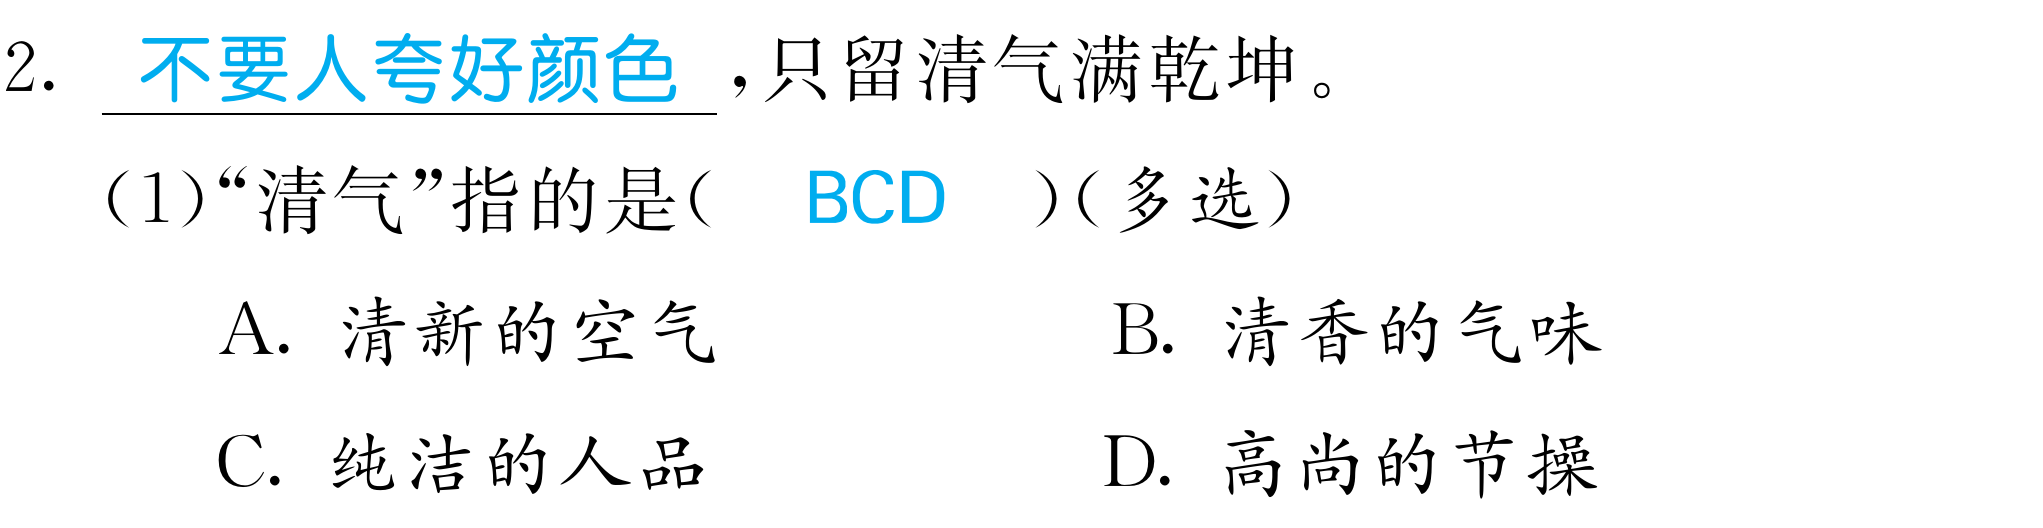 2. 不要人夸好颜色,只留清气满乾坤。
(1)“清气”指的是( BCD )(多选)
A. 清新的空气 B. 清香的气味
C. 纯洁的人品 D. 高尚的节操